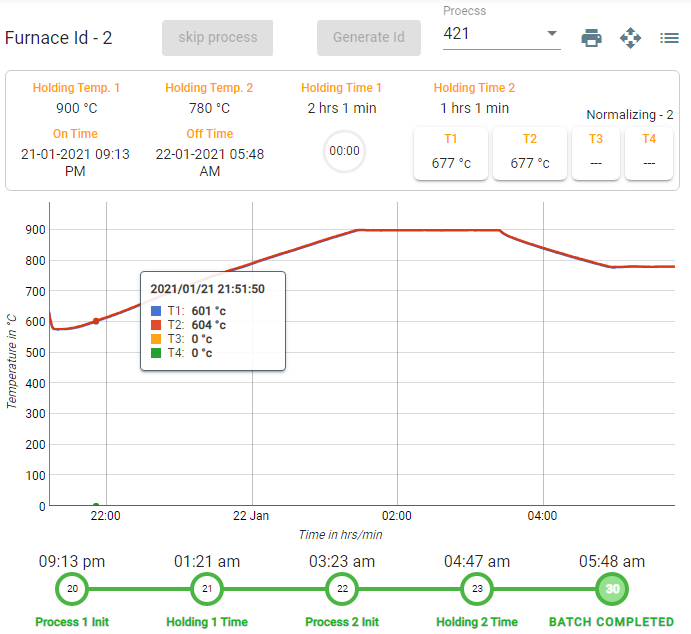 Furnace Id - 2
skip process
Generate Id
Proecss
421
Holding Temp. 1
Holding Temp. 2
Holding Time 1
Holding Time 2
900 °C
780 °C
2 hrs 1 min
1 hrs 1 min
Normalizing - 2
On Time
Off Time
21-01-2021 09:13
PM
22-01-2021 05:48
AM
00:00
T1
T2
T3
T4
677 °c
677 °c
---
---
900
800
700
600
500
400
300
200
100
0
Temperature in °C
2021/01/21 21:51:50
T1: 601 °c
T2: 604 °c
T3: 0 °c
T4: 0 °c
22:00
22 Jan
02:00
04:00
Time in hrs/min
09:13 pm
01:21 am
03:23 am
04:47 am
05:48 am
20
21
22
23
30
Process 1 Init
Holding 1 Time
Process 2 Init
Holding 2 Time
BATCH COMPLETED